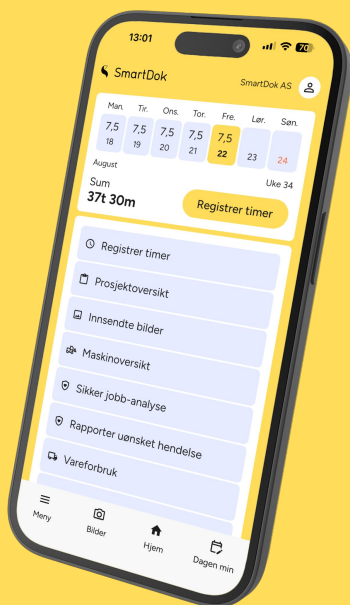 13:01
70
SmartDok
SmartDok AS
Man. Tir. Ons. Tor. Fre. Lør. Søn.
7,5 7,5 7,5 7,5 7,5
18 19 20 21 22 23 24
August
Uke 34
Sum
37t 30m
Registrer timer
Registrer timer
Prosjektoversikt
Innsendte bilder
Maskinoversikt
Sikker jobb-analyse
Rapporter uønsket hendelse
Vareforbruk
Meny
Bilder
Hjem
Dagen min